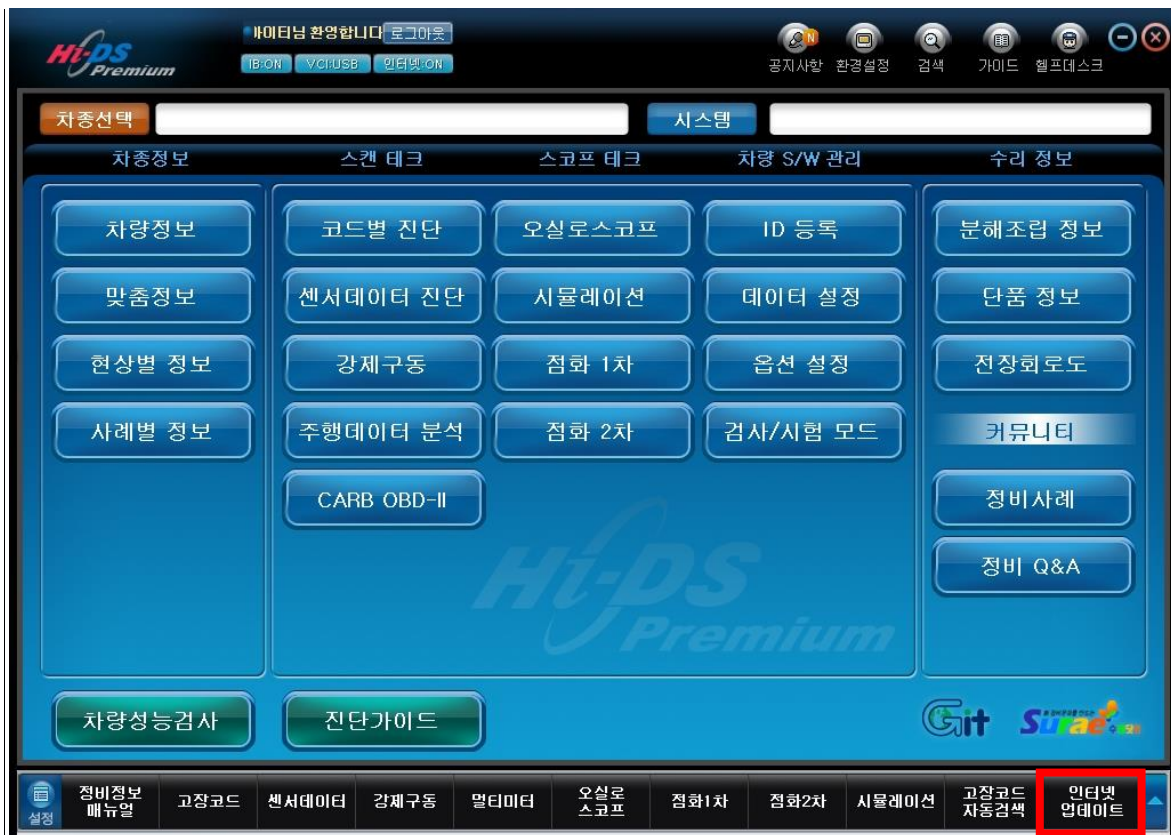 Hi-DS Premium
아이터님 환영합니다 로그아웃
IB:ON VCI:USB 인터넷:ON
N
공지사항 환경설정 검색 가이드 헬프데스크
차종선택 시스템
차종정보 스캔 테크 스코프 테크 차량 S/W 관리 수리 정보
차량정보 코드별 진단 오실로스코프 ID 등록 분해조립 정보
맞춤정보 센서데이터 진단 시뮬레이션 데이터 설정 단품 정보
현상별 정보 강제구동 점화 1차 옵션 설정 전장회로도
사례별 정보 주행데이터 분석 점화 2차 검사/시험 모드 커뮤니티
CARB OBD-II 정비사례
정비 Q&A
Hi-DS
Premium
차량성능검사 진단가이드 Git Surae
설정 정비정보 매뉴얼 고장코드 센서데이터 강제구동 멀티미터 오실로 스코프 점화1차 점화2차 시뮬레이션 고장코드 자동검색 인터넷 업데이트